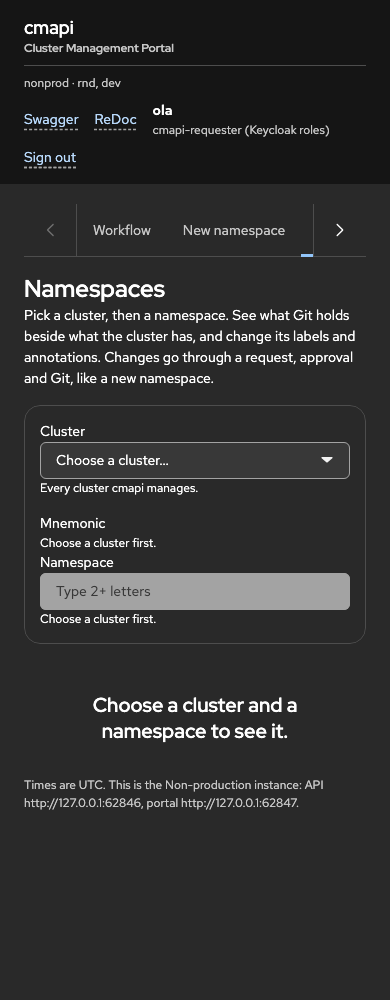 cmapi
Cluster Management Portal
nonprod · rnd, dev
Swagger
ReDoc
ola
cmapi-requester (Keycloak roles)
Sign out
Workflow
New namespace
Namespaces
Pick a cluster, then a namespace. See what Git holds
beside what the cluster has, and change its labels and
annotations. Changes go through a request, approval
and Git, like a new namespace.
Cluster
Choose a cluster...
Every cluster cmapi manages.
Mnemonic
Choose a cluster first.
Namespace
Type 2+ letters
Choose a cluster first.
Choose a cluster and a
namespace to see it.
Times are UTC. This is the Non-production instance: API
http://127.0.0.1:62846, portal http://127.0.0.1:62847.